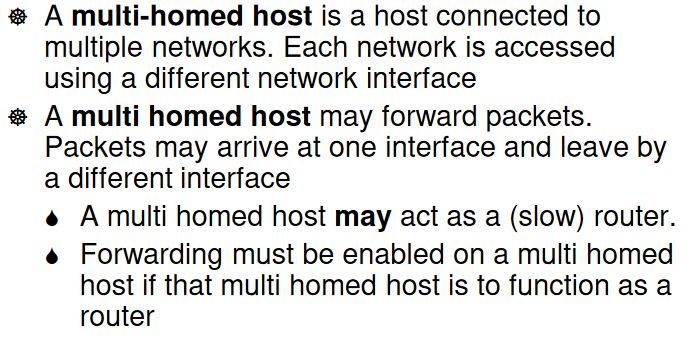 A multi-homed host is a host connected to
multiple networks. Each network is accessed
using a different network interface
A multi homed host may forward packets.
Packets may arrive at one interface and leave by
a different interface
A multi homed host may act as a (slow) router.
Forwarding must be enabled on a multi homed
host if that multi homed host is to function as a
router